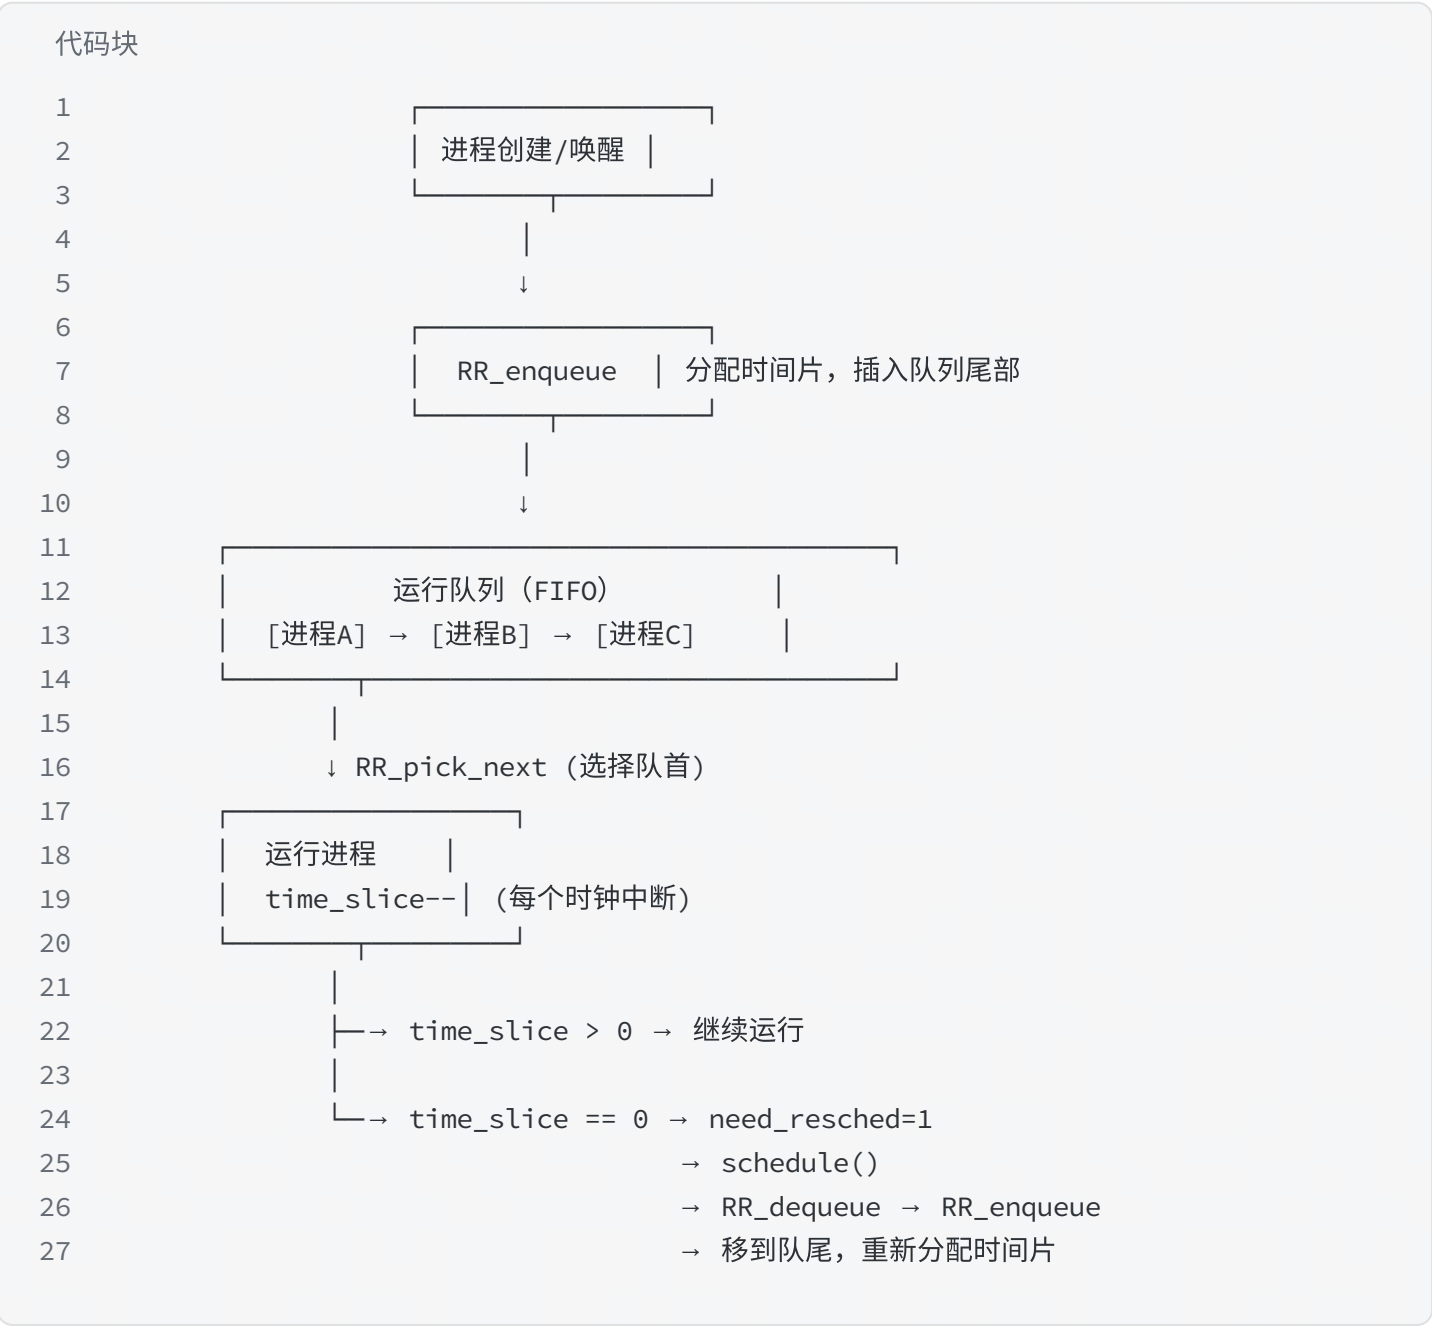 代码块
1 ┌──────────────────┐
2 │ 进程创建/唤醒 │
3 └────────┬─────────┘
4 │
5 ↓
6 ┌──────────────────┐
7 │ RR_enqueue │ 分配时间片，插入队列尾部
8 └────────┬─────────┘
9 │
10 ↓
11 ┌─────────────────────────────────────────┐
12 │ 运行队列（FIFO） │
13 │ [进程A] → [进程B] → [进程C] │
14 └────────┬────────────────────────────────┘
15 │
16 ↓ RR_pick_next (选择队首)
17 ┌──────────────────┐
18 │ 运行进程 │
19 │ time_slice--│ (每个时钟中断)
20 └────────┬─────────┘
21 │
22 ├─→ time_slice > 0 → 继续运行
23 │
24 └─→ time_slice == 0 → need_resched=1
25 → schedule()
26 → RR_dequeue → RR_enqueue
27 → 移到队尾，重新分配时间片